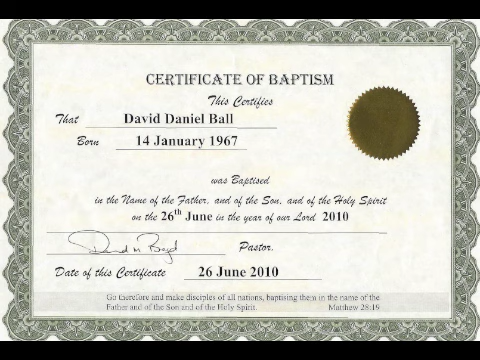 CERTIFICATE OF BAPTISM
This Certifies
That David Daniel Ball
Born 14 January 1967
was Baptised
in the Name of the Father, and of the Son, and of the Holy Spirit
on the 26th June in the year of our Lord 2010
Pastor.
Date of this Certificate 26 June 2010
Go therefore and make disciples of all nations, baptising them in the name of the
Father and of the Son and of the Holy Spirit. Matthew 28:19